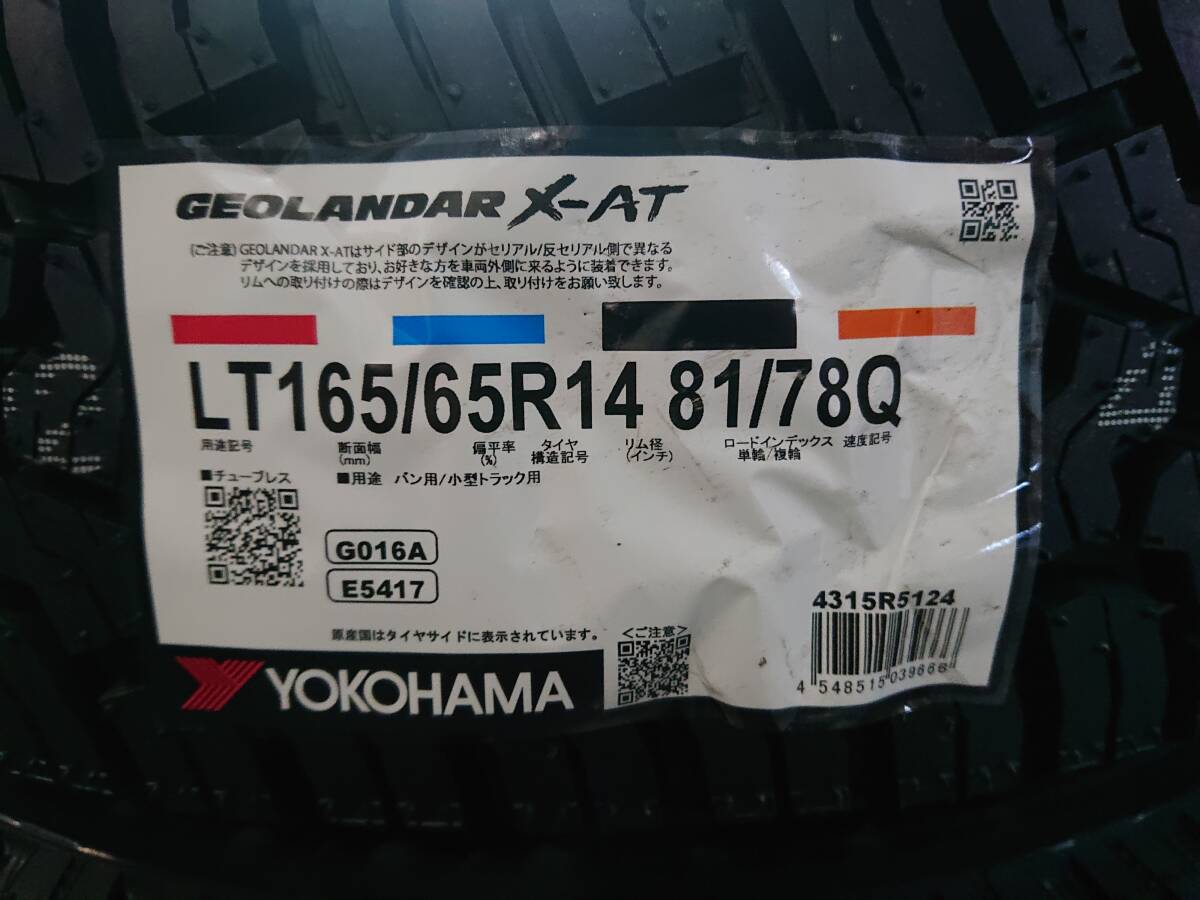 GEOLANDAR X-AT
(ご注意) GEOLANDAR X-ATはサイド部のデザインがセリアル/反セリアル側で異なる
デザインを採用しており、お好きな方を車両外側に来るように装着できます。
リムへの取り付けの際はデザインを確認の上、取り付けをお願い致します。
LT165/65R14 81/78Q
用途記号 断面幅(mm) 偏平率(%) タイヤ構造記号 リム径(インチ) ロードインデックス単輪/複輪 速度記号
■チューブレス ■用途 バン用/小型トラック用
G016A
E5417
4315R5124
原産国はタイヤサイドに表示されています。
<ご注意>
YOKOHAMA
4 548515 039666